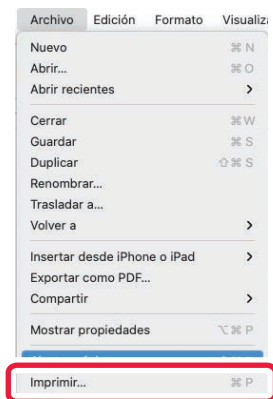 Archivo Edición Formato
Nuevo ⌘ N
Abrir... ⌘ O
Abrir recientes >
Cerrar ⌘ W
Guardar ⌘ S
Duplicar ⇧ ⌘ S
Renombrar...
Trasladar a...
Volver a >
Insertar desde iPhone o iPad >
Exportar como PDF...
Compartir >
Mostrar propiedades ⌥ ⌘ P
Imprimir... ⌘ P